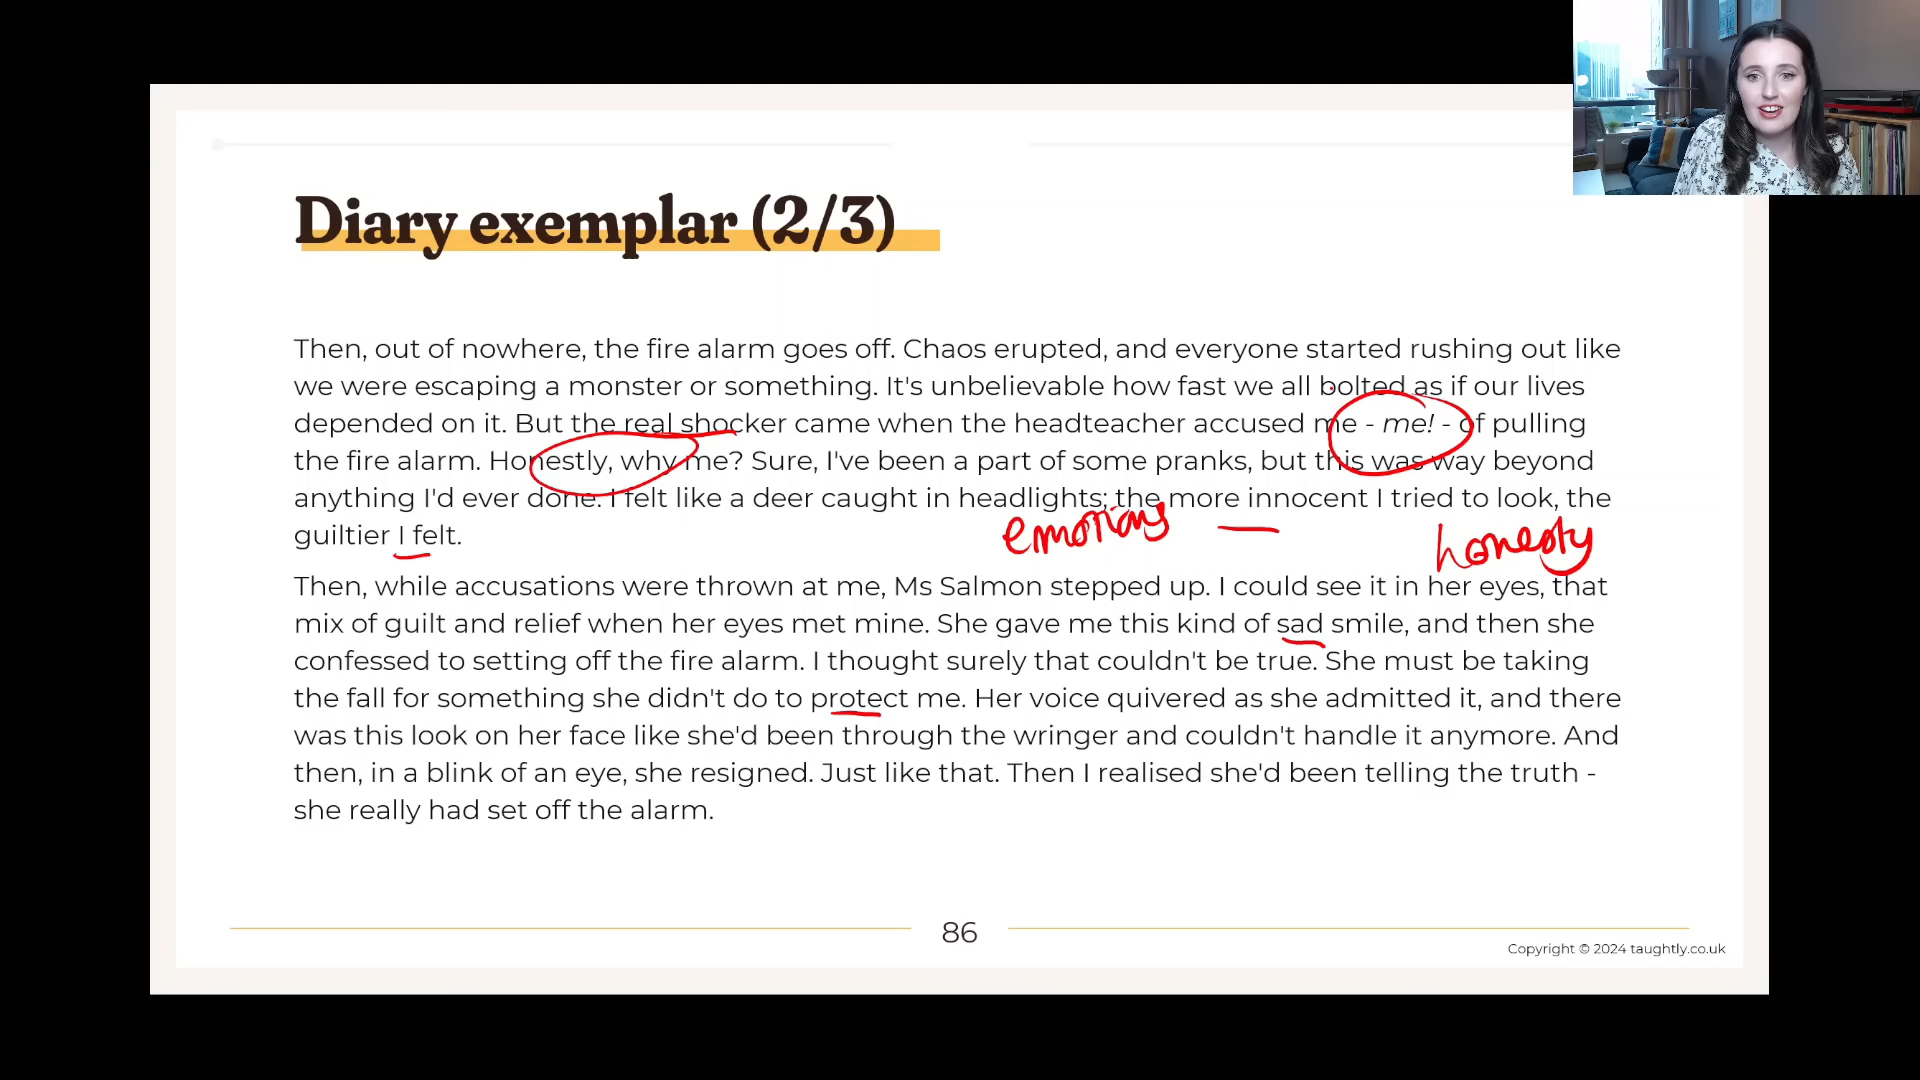 Diary exemplar (2/3)
Then, out of nowhere, the fire alarm goes off. Chaos erupted, and everyone started rushing out like
we were escaping a monster or something. It's unbelievable how fast we all bolted as if our lives
depended on it. But the real shocker came when the headteacher accused me - me! - of pulling
the fire alarm. Honestly, why me? Sure, I've been a part of some pranks, but this was way beyond
anything I'd ever done. I felt like a deer caught in headlights; the more innocent I tried to look, the
guiltier I felt.
emotions
honesty
Then, while accusations were thrown at me, Ms Salmon stepped up. I could see it in her eyes, that
mix of guilt and relief when her eyes met mine. She gave me this kind of sad smile, and then she
confessed to setting off the fire alarm. I thought surely that couldn't be true. She must be taking
the fall for something she didn't do to protect me. Her voice quivered as she admitted it, and there
was this look on her face like she'd been through the wringer and couldn't handle it anymore. And
then, in a blink of an eye, she resigned. Just like that. Then I realised she'd been telling the truth -
she really had set off the alarm.
86
Copyright © 2024 taughtly.co.uk